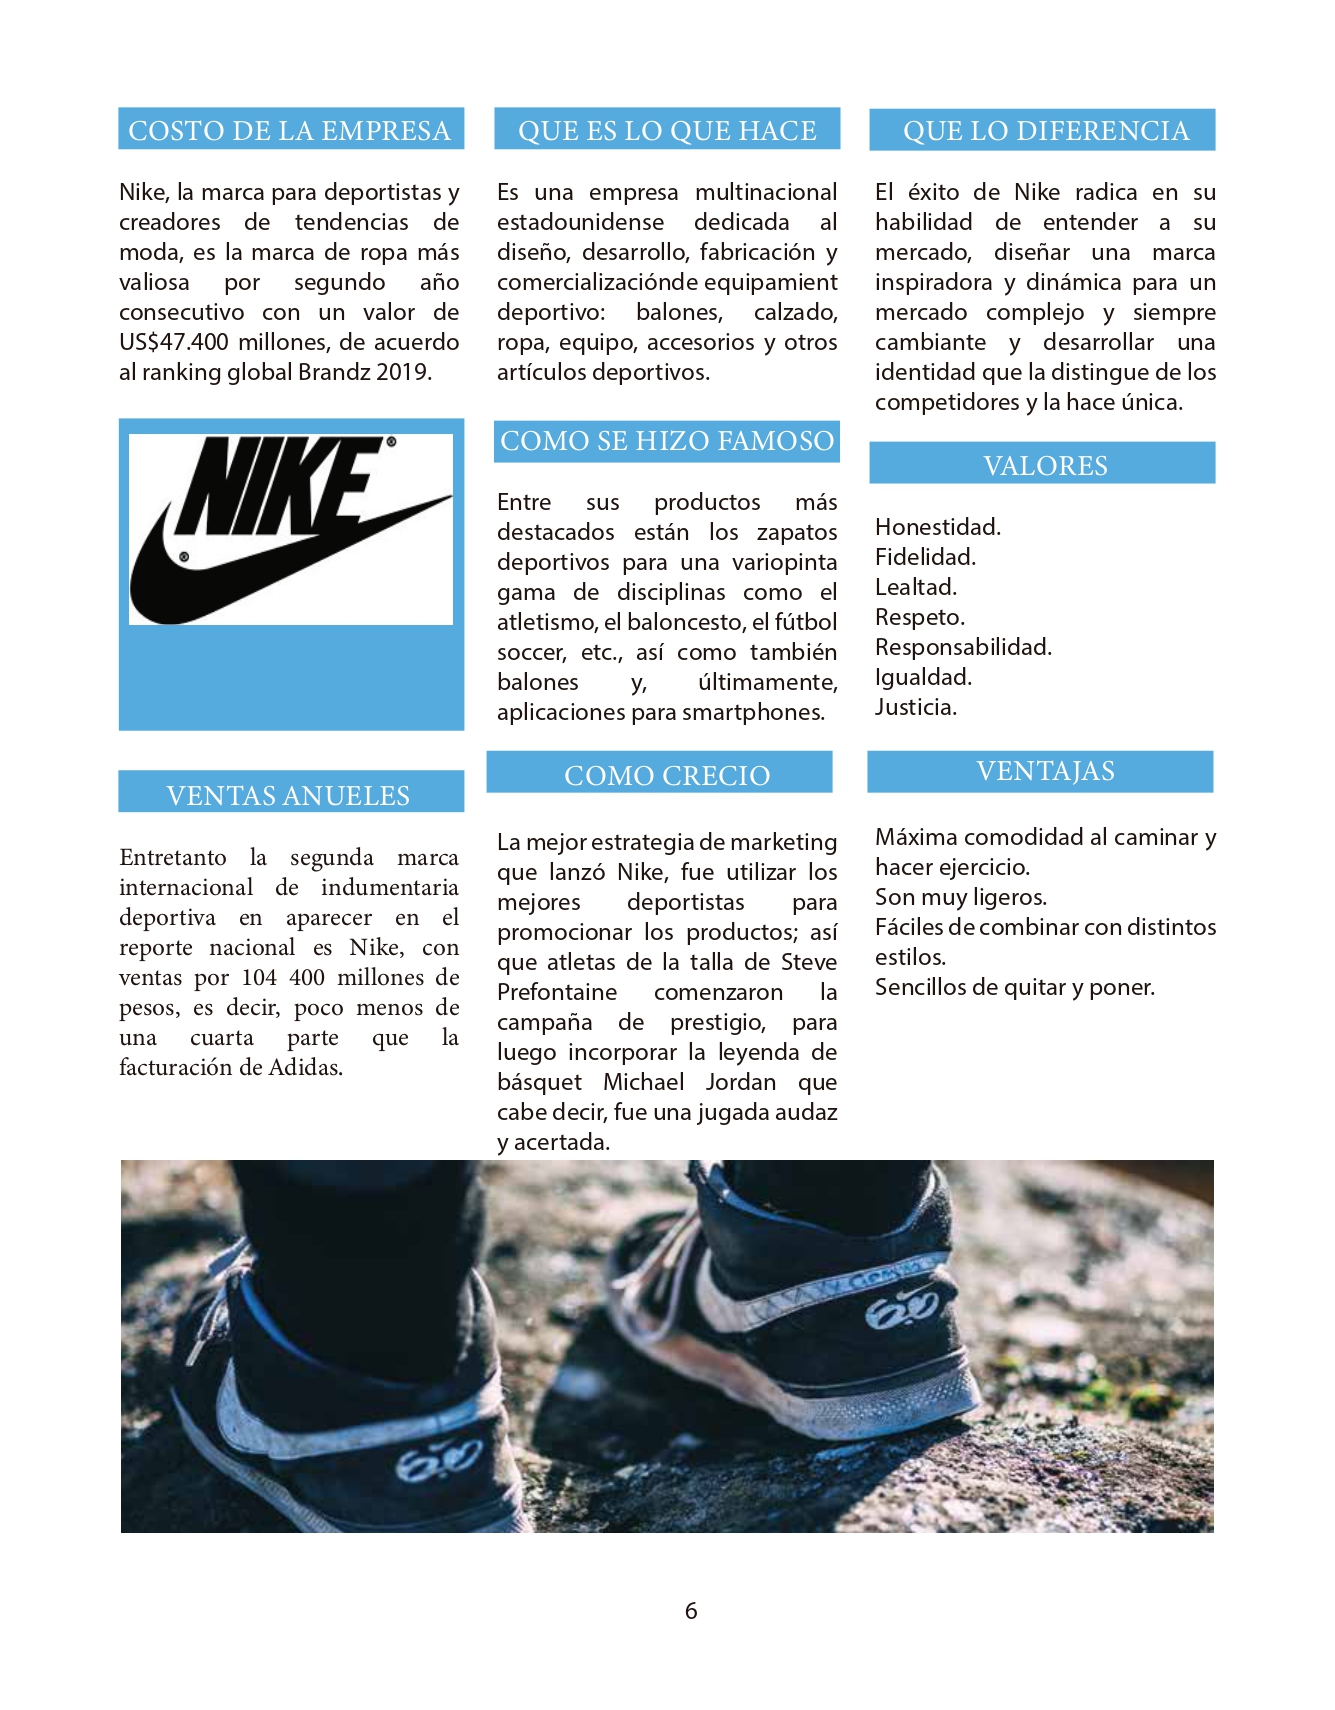 COSTO DE LA EMPRESA
Nike, la marca para deportistas y
creadores de tendencias de
moda, es la marca de ropa más
valiosa por segundo año
consecutivo con un valor de
US$47.400 millones, de acuerdo
al ranking global Brandz 2019.
NIKE®
®
VENTAS ANUELES
Entretanto la segunda marca
internacional de indumentaria
deportiva en aparecer en el
reporte nacional es Nike, con
ventas por 104 400 millones de
pesos, es decir, poco menos de
una cuarta parte que la
facturación de Adidas.
QUE ES LO QUE HACE
Es una empresa multinacional
estadounidense dedicada al
diseño, desarrollo, fabricación y
comercializaciónde equipamient
deportivo: balones, calzado,
ropa, equipo, accesorios y otros
artículos deportivos.
COMO SE HIZO FAMOSO
Entre sus productos más
destacados están los zapatos
deportivos para una variopinta
gama de disciplinas como el
atletismo, el baloncesto, el fútbol
soccer, etc., así como también
balones y, últimamente,
aplicaciones para smartphones.
COMO CRECIO
La mejor estrategia de marketing
que lanzó Nike, fue utilizar los
mejores deportistas para
promocionar los productos; así
que atletas de la talla de Steve
Prefontaine comenzaron la
campaña de prestigio, para
luego incorporar la leyenda de
básquet Michael Jordan que
cabe decir, fue una jugada audaz
y acertada.
QUE LO DIFERENCIA
El éxito de Nike radica en su
habilidad de entender a su
mercado, diseñar una marca
inspiradora y dinámica para un
mercado complejo y siempre
cambiante y desarrollar una
identidad que la distingue de los
competidores y la hace única.
VALORES
Honestidad.
Fidelidad.
Lealtad.
Respeto.
Responsabilidad.
Igualdad.
Justicia.
VENTAJAS
Máxima comodidad al caminar y
hacer ejercicio.
Son muy ligeros.
Fáciles de combinar con distintos
estilos.
Sencillos de quitar y poner.
6.0
6.0
6